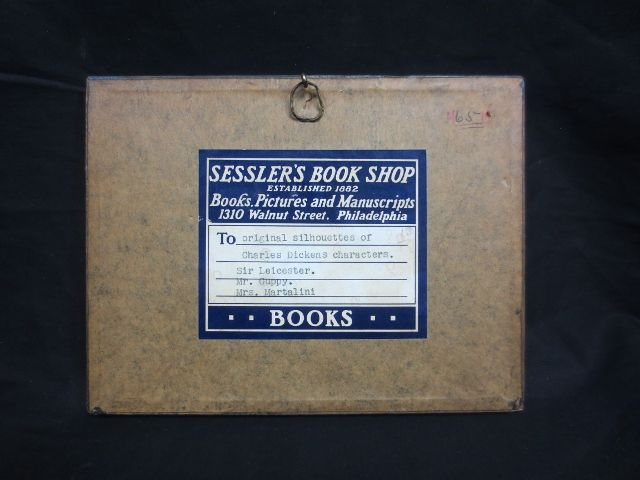 65
SESSLER'S BOOK SHOP
ESTABLISHED 1882
Books, Pictures and Manuscripts
1310 Walnut Street, Philadelphia
To original silhouettes of
Charles Dickens characters.
Sir Leicester.
Mr. Guppy.
Mrs. Martalini
· · BOOKS · ·